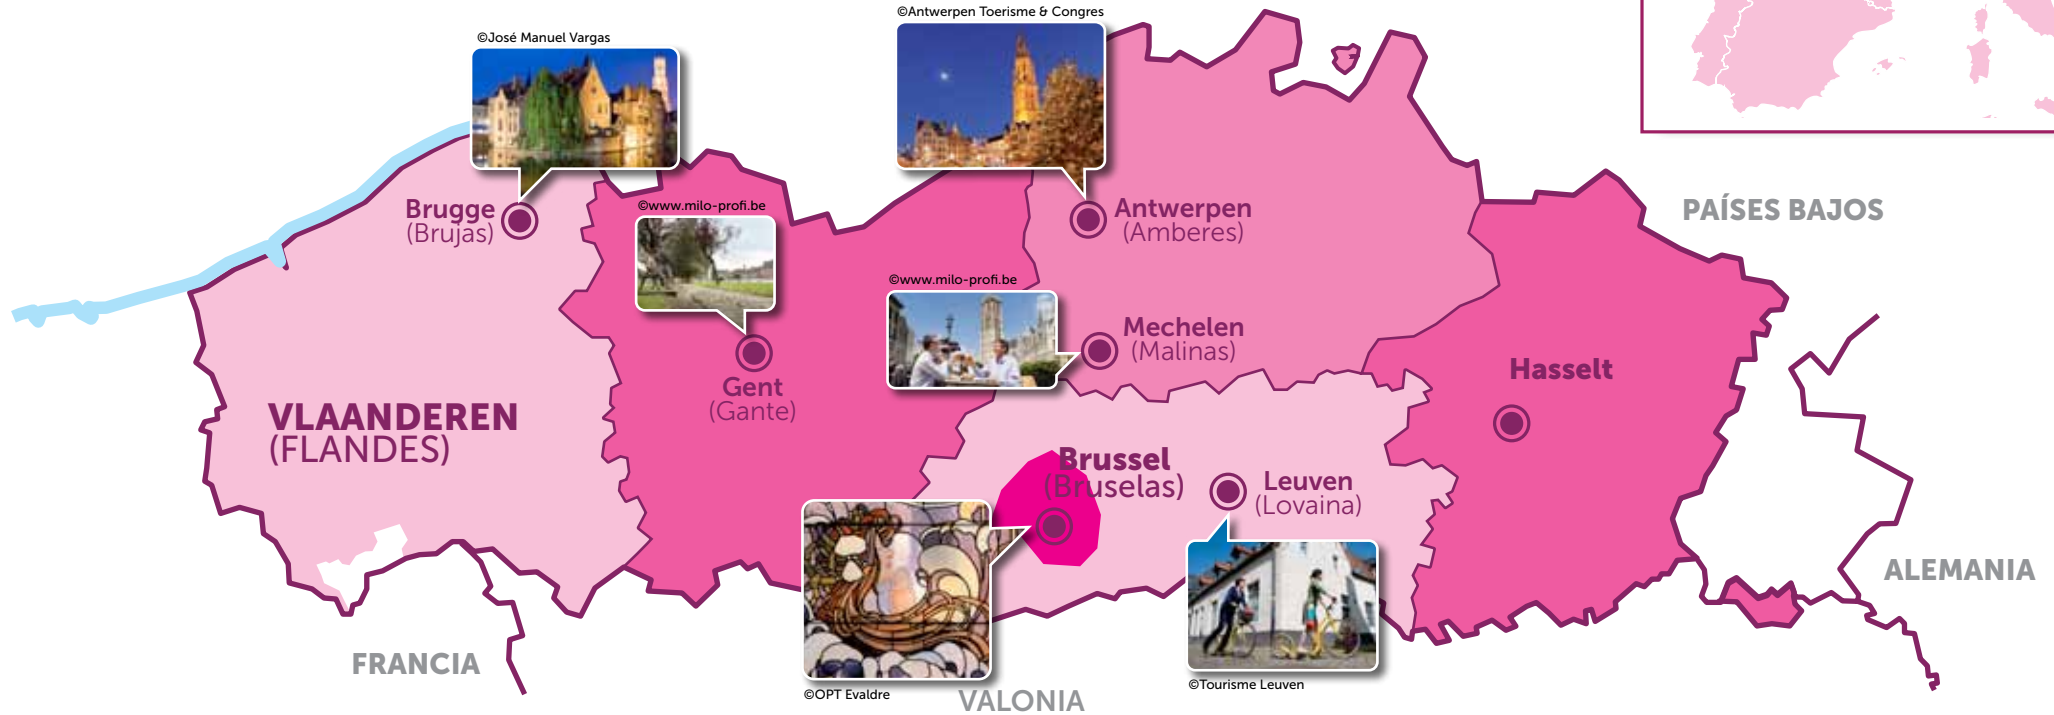 ©Antwerpen Toerisme & Congres
©José Manuel Vargas
Brugge
(Brujas)
©www.milo-profi.be
Antwerpen
(Amberes)
PAÍSES BAJOS
©www.milo-profi.be
Mechelen
(Malinas)
Gent
(Gante)
Hasselt
VLAANDEREN
(FLANDES)
Brussel
(Bruselas)
Leuven
(Lovaina)
ALEMANIA
FRANCIA
©OPT Evaldre
VALONIA
©Tourisme Leuven